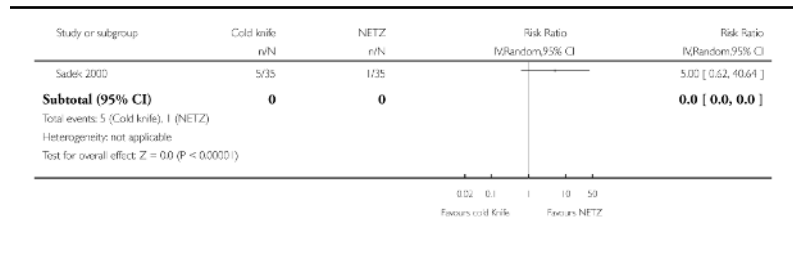 Study or subgroup Cold knife NETZ Risk Ratio Risk Ratio
n/N n/N IV,Random,95% CI IV,Random,95% CI
Sadek 2000 5/35 1/35 5.00 [ 0.62, 40.64 ]
Subtotal (95% CI) 0 0 0.0 [ 0.0, 0.0 ]
Total events: 5 (Cold knife), 1 (NETZ)
Heterogeneity: not applicable
Test for overall effect: Z = 0.0 (P < 0.00001)
0.02 0.1 1 10 50
Favours cold Knife Favours NETZ